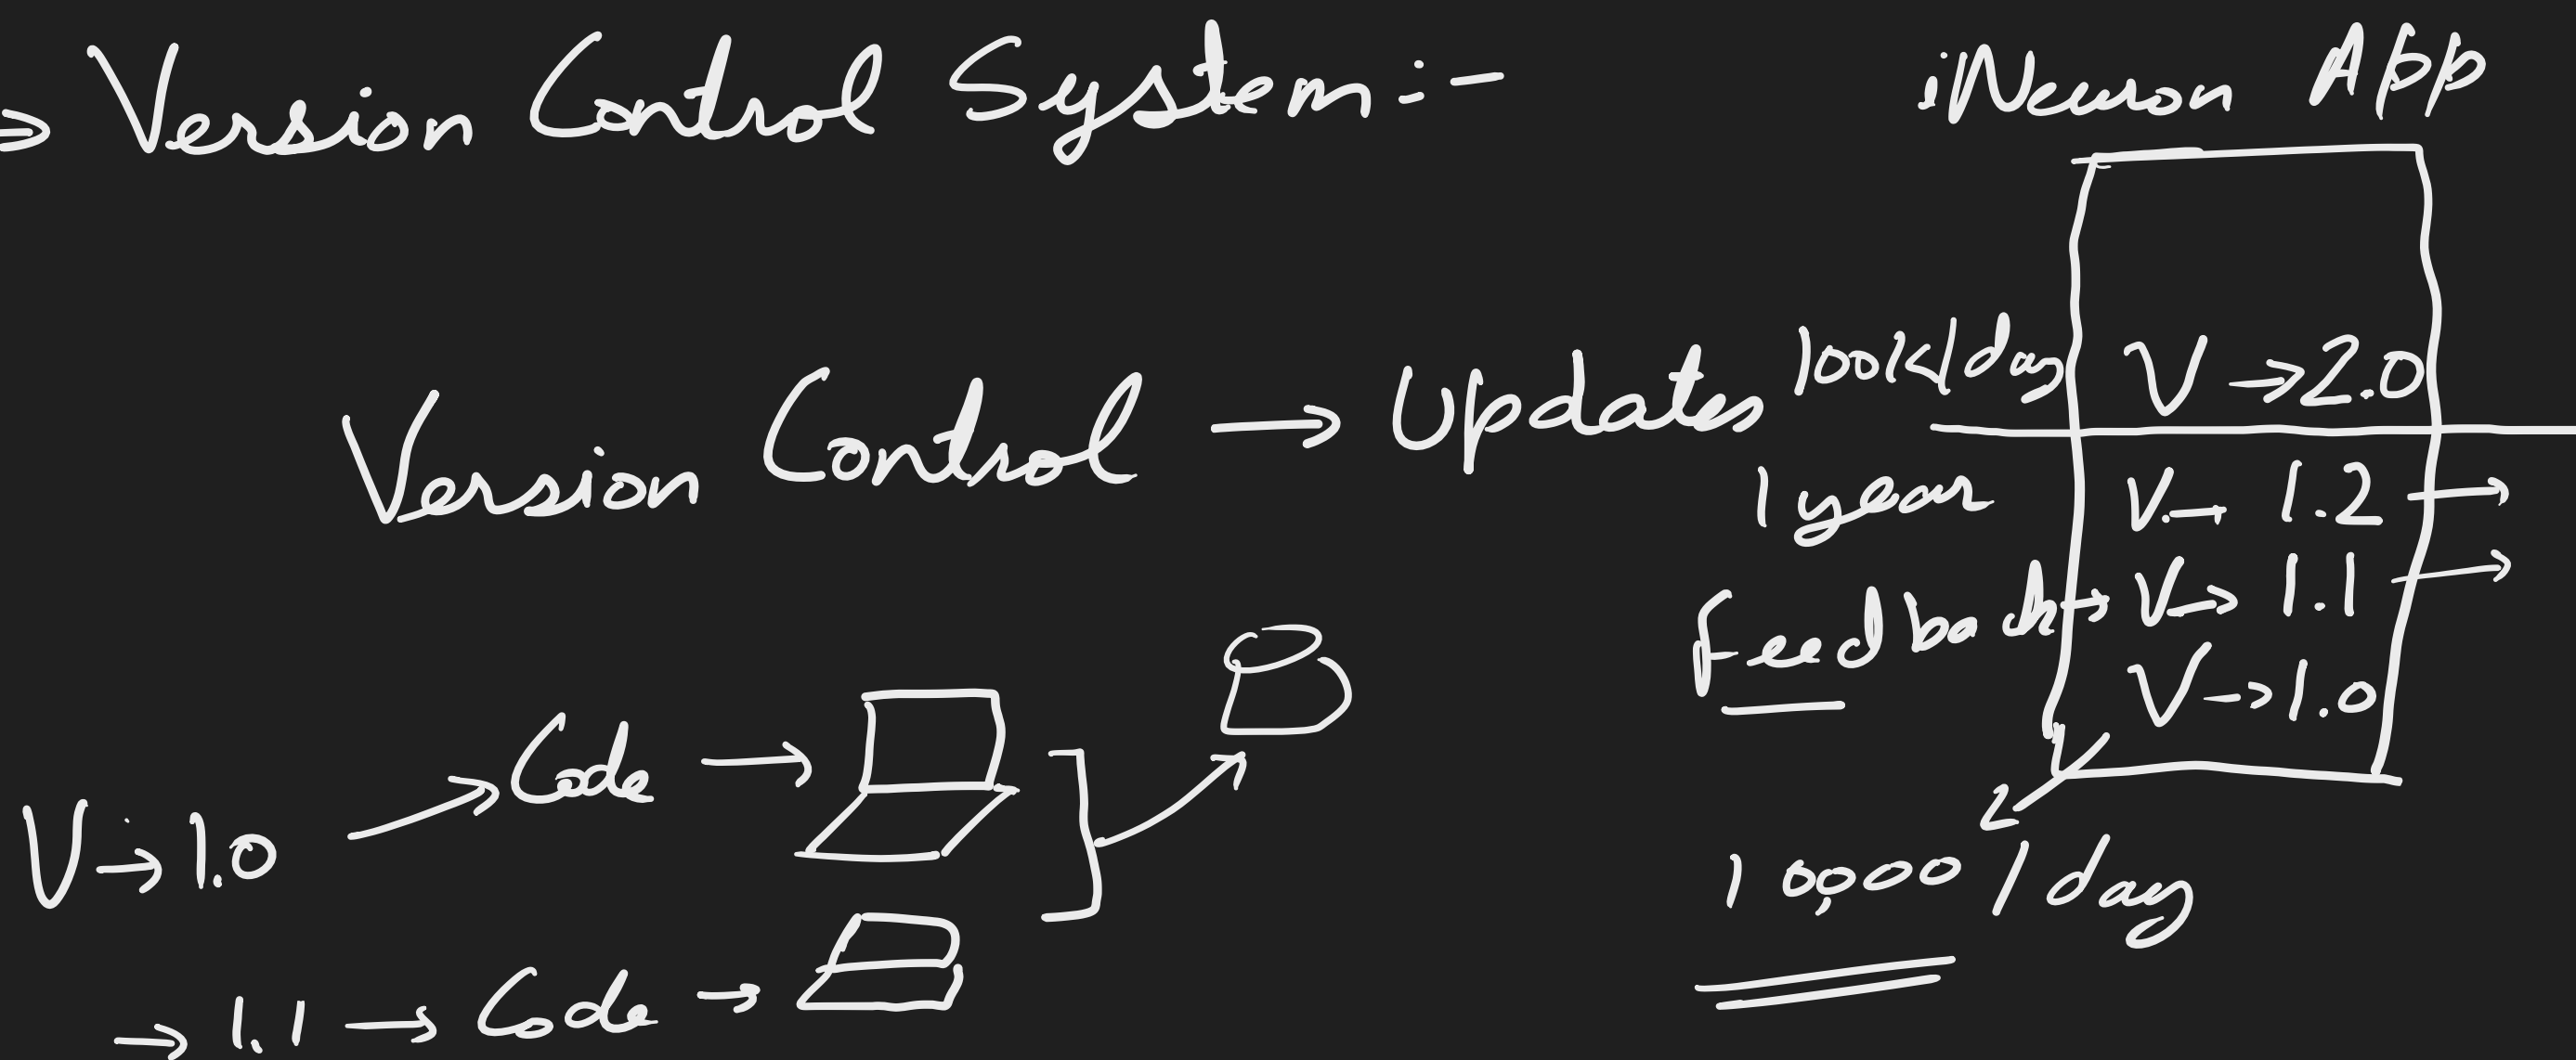 → Version Control System:-
iNeuron App
Version Control → Updates
100K/day
V → 2.0
1 year
V → 1.2 →
Feedback → V → 1.1 →
V → 1.0
10,000/day
V → 1.0 → Code →
→ 1.1 → Code →